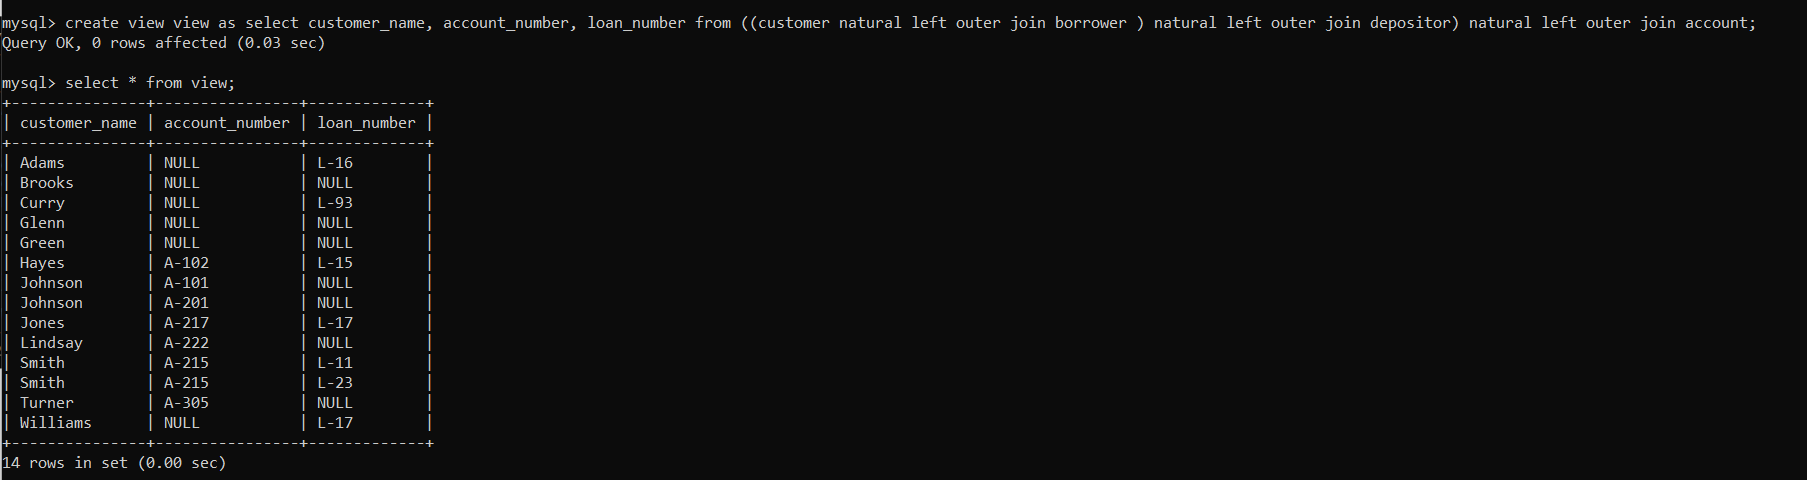 mysql> create view view as select customer_name, account_number, loan_number from ((customer natural left outer join borrower ) natural left outer join depositor) natural left outer join account;
Query OK, 0 rows affected (0.03 sec)
mysql> select * from view;
+---------------+----------------+-------------+
| customer_name | account_number | loan_number |
+---------------+----------------+-------------+
| Adams         | NULL           | L-16        |
| Brooks        | NULL           | NULL        |
| Curry         | NULL           | L-93        |
| Glenn         | NULL           | NULL        |
| Green         | NULL           | NULL        |
| Hayes         | A-102          | L-15        |
| Johnson       | A-101          | NULL        |
| Johnson       | A-201          | NULL        |
| Jones         | A-217          | L-17        |
| Lindsay       | A-222          | NULL        |
| Smith         | A-215          | L-11        |
| Smith         | A-215          | L-23        |
| Turner        | A-305          | NULL        |
| Williams      | NULL           | L-17        |
+---------------+----------------+-------------+
14 rows in set (0.00 sec)